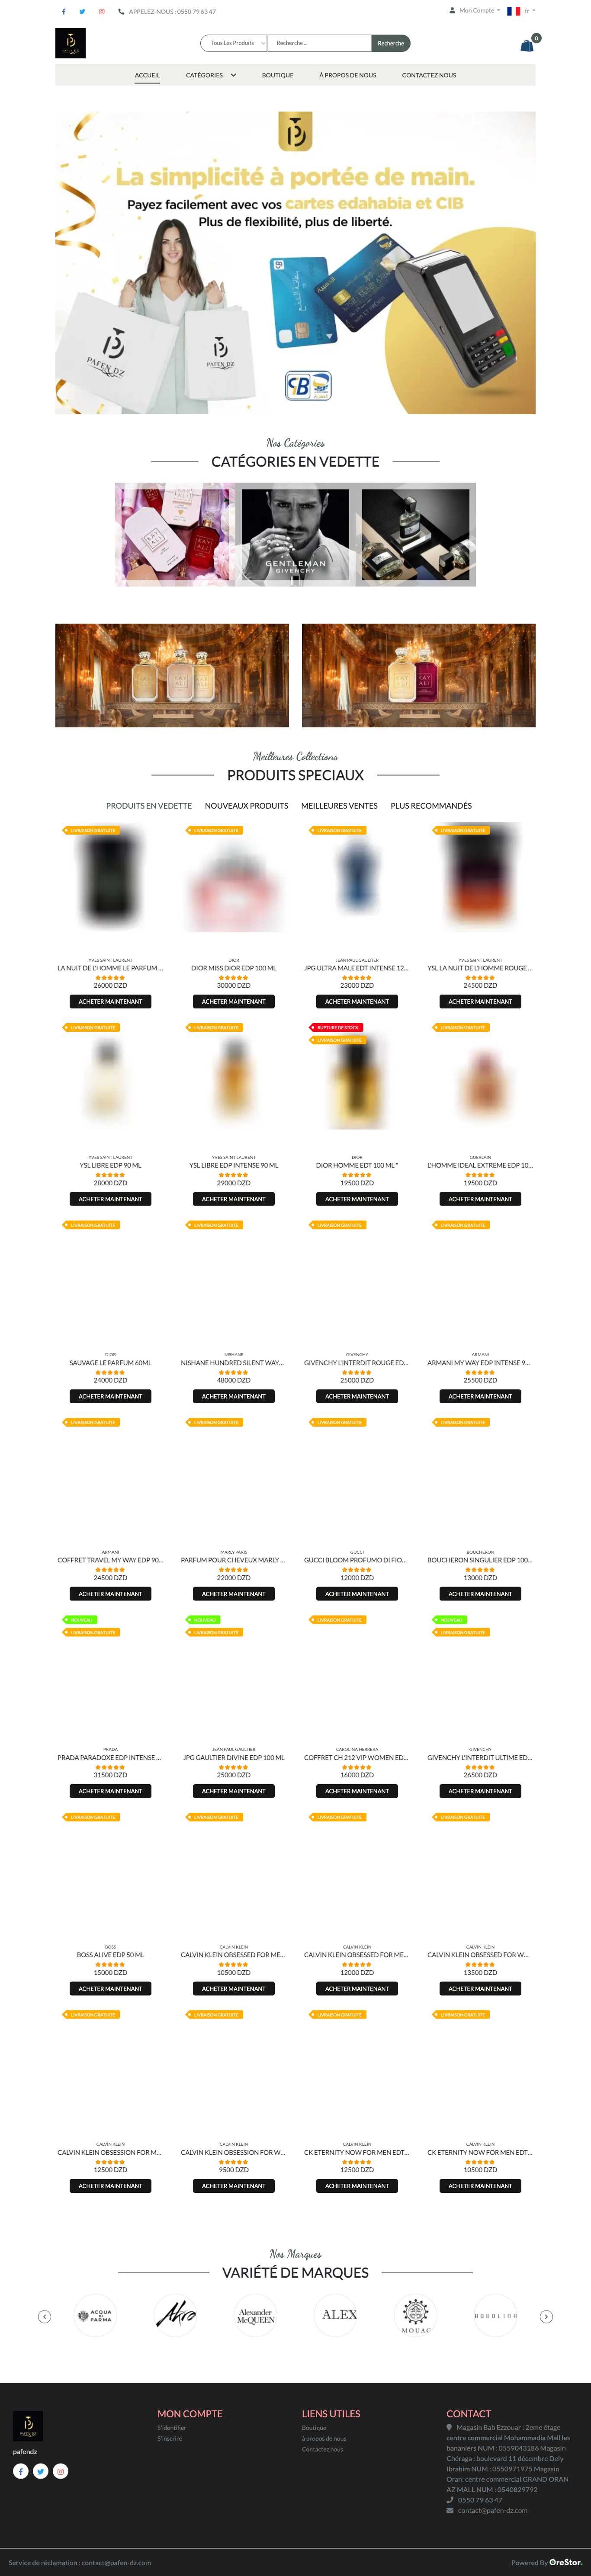 APPELEZ-NOUS : 0550 79 63 47
Mon Compte
fr
Tous Les Produits
Recherche ...
Recherche
0
ACCUEIL
CATÉGORIES
BOUTIQUE
À PROPOS DE NOUS
CONTACTEZ NOUS
La simplicité à portée de main.
Payez facilement avec vos cartes edahabia et CIB
Plus de flexibilité, plus de liberté.
PAFEN DZ
PAFEN DZ
CIB
Nos Catégories
CATÉGORIES EN VEDETTE
KAYALI
GENTLEMAN
GIVENCHY
KAYALI
KAYALI
Meilleures Collections
PRODUITS SPECIAUX
PRODUITS EN VEDETTE
NOUVEAUX PRODUITS
MEILLEURES VENTES
PLUS RECOMMANDÉS
LIVRAISON GRATUITE
YVES SAINT LAURENT
LA NUIT DE L'HOMME LE PARFUM ...
26000 DZD
ACHETER MAINTENANT
LIVRAISON GRATUITE
DIOR
DIOR MISS DIOR EDP 100 ML
30000 DZD
ACHETER MAINTENANT
LIVRAISON GRATUITE
JEAN PAUL GAULTIER
JPG ULTRA MALE EDT INTENSE 12...
23000 DZD
ACHETER MAINTENANT
LIVRAISON GRATUITE
YVES SAINT LAURENT
YSL LA NUIT DE L'HOMME ROUGE ...
24500 DZD
ACHETER MAINTENANT
LIVRAISON GRATUITE
YVES SAINT LAURENT
YSL LIBRE EDP 90 ML
28000 DZD
ACHETER MAINTENANT
LIVRAISON GRATUITE
YVES SAINT LAURENT
YSL LIBRE EDP INTENSE 90 ML
29000 DZD
ACHETER MAINTENANT
RUPTURE DE STOCK
LIVRAISON GRATUITE
DIOR
DIOR HOMME EDT 100 ML *
19500 DZD
ACHETER MAINTENANT
LIVRAISON GRATUITE
GUERLAIN
L'HOMME IDEAL EXTREME EDP 10...
19500 DZD
ACHETER MAINTENANT
LIVRAISON GRATUITE
DIOR
SAUVAGE LE PARFUM 60ML
24000 DZD
ACHETER MAINTENANT
LIVRAISON GRATUITE
NISHANE
NISHANE HUNDRED SILENT WAY...
48000 DZD
ACHETER MAINTENANT
LIVRAISON GRATUITE
GIVENCHY
GIVENCHY L'INTERDIT ROUGE ED...
25000 DZD
ACHETER MAINTENANT
LIVRAISON GRATUITE
ARMANI
ARMANI MY WAY EDP INTENSE 9...
25500 DZD
ACHETER MAINTENANT
LIVRAISON GRATUITE
ARMANI
COFFRET TRAVEL MY WAY EDP 90...
24500 DZD
ACHETER MAINTENANT
LIVRAISON GRATUITE
MARLY PARIS
PARFUM POUR CHEVEUX MARLY ...
22000 DZD
ACHETER MAINTENANT
LIVRAISON GRATUITE
GUCCI
GUCCI BLOOM PROFUMO DI FIO...
12000 DZD
ACHETER MAINTENANT
LIVRAISON GRATUITE
BOUCHERON
BOUCHERON SINGULIER EDP 100...
13000 DZD
ACHETER MAINTENANT
NOUVEAU
LIVRAISON GRATUITE
PRADA
PRADA PARADOXE EDP INTENSE ...
31500 DZD
ACHETER MAINTENANT
NOUVEAU
LIVRAISON GRATUITE
JEAN PAUL GAULTIER
JPG GAULTIER DIVINE EDP 100 ML
25000 DZD
ACHETER MAINTENANT
LIVRAISON GRATUITE
CAROLINA HERRERA
COFFRET CH 212 VIP WOMEN ED...
16000 DZD
ACHETER MAINTENANT
NOUVEAU
LIVRAISON GRATUITE
GIVENCHY
GIVENCHY L'INTERDIT ULTIME ED...
26500 DZD
ACHETER MAINTENANT
LIVRAISON GRATUITE
BOSS
BOSS ALIVE EDP 50 ML
15000 DZD
ACHETER MAINTENANT
LIVRAISON GRATUITE
CALVIN KLEIN
CALVIN KLEIN OBSESSED FOR ME...
10500 DZD
ACHETER MAINTENANT
LIVRAISON GRATUITE
CALVIN KLEIN
CALVIN KLEIN OBSESSED FOR ME...
12000 DZD
ACHETER MAINTENANT
LIVRAISON GRATUITE
CALVIN KLEIN
CALVIN KLEIN OBSESSED FOR W...
13500 DZD
ACHETER MAINTENANT
LIVRAISON GRATUITE
CALVIN KLEIN
CALVIN KLEIN OBSESSION FOR M...
12500 DZD
ACHETER MAINTENANT
LIVRAISON GRATUITE
CALVIN KLEIN
CALVIN KLEIN OBSESSION FOR W...
9500 DZD
ACHETER MAINTENANT
LIVRAISON GRATUITE
CALVIN KLEIN
CK ETERNITY NOW FOR MEN EDT...
12500 DZD
ACHETER MAINTENANT
LIVRAISON GRATUITE
CALVIN KLEIN
CK ETERNITY NOW FOR MEN EDT...
10500 DZD
ACHETER MAINTENANT
Nos Marques
VARIÉTÉ DE MARQUES
ACQUA DI PARMA
Akro
Alexander McQUEEN
ALEX
MOUAC
AQUOLINA
pafendz
MON COMPTE
S'identifier
S'inscrire
LIENS UTILES
Boutique
à propos de nous
Contactez nous
CONTACT
Magasin Bab Ezzouar : 2eme étage
centre commercial Mohammadia Mall les
bananiers NUM : 0559043186 Magasin
Chéraga : boulevard 11 décembre Dely
Ibrahim NUM : 0550971975 Magasin
Oran: centre commercial GRAND ORAN
AZ MALL NUM : 0540829792
0550 79 63 47
contact@pafen-dz.com
Service de réclamation : contact@pafen-dz.com
Powered By OreStor.